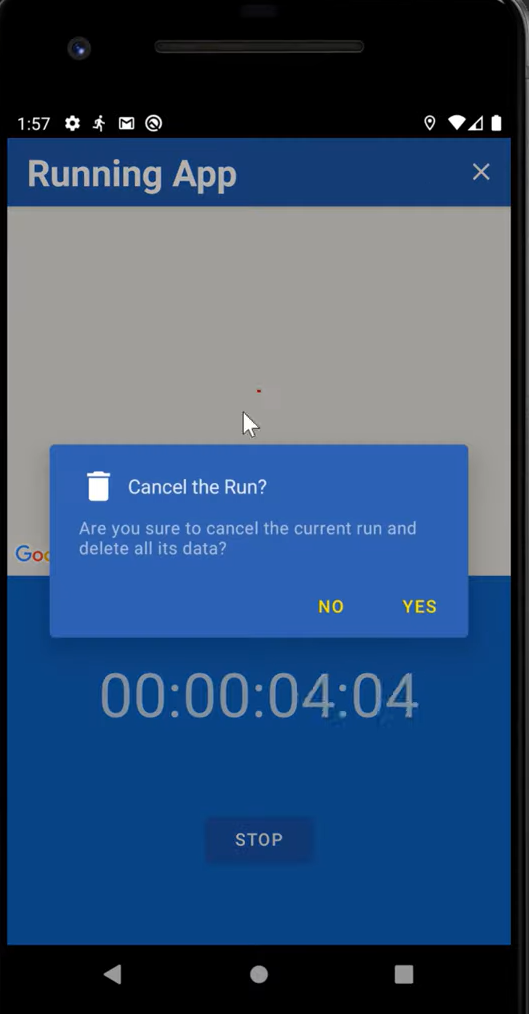 1:57
Running App
Cancel the Run?
Are you sure to cancel the current run and
delete all its data?
Goo
NO YES
00:00:04:04
STOP